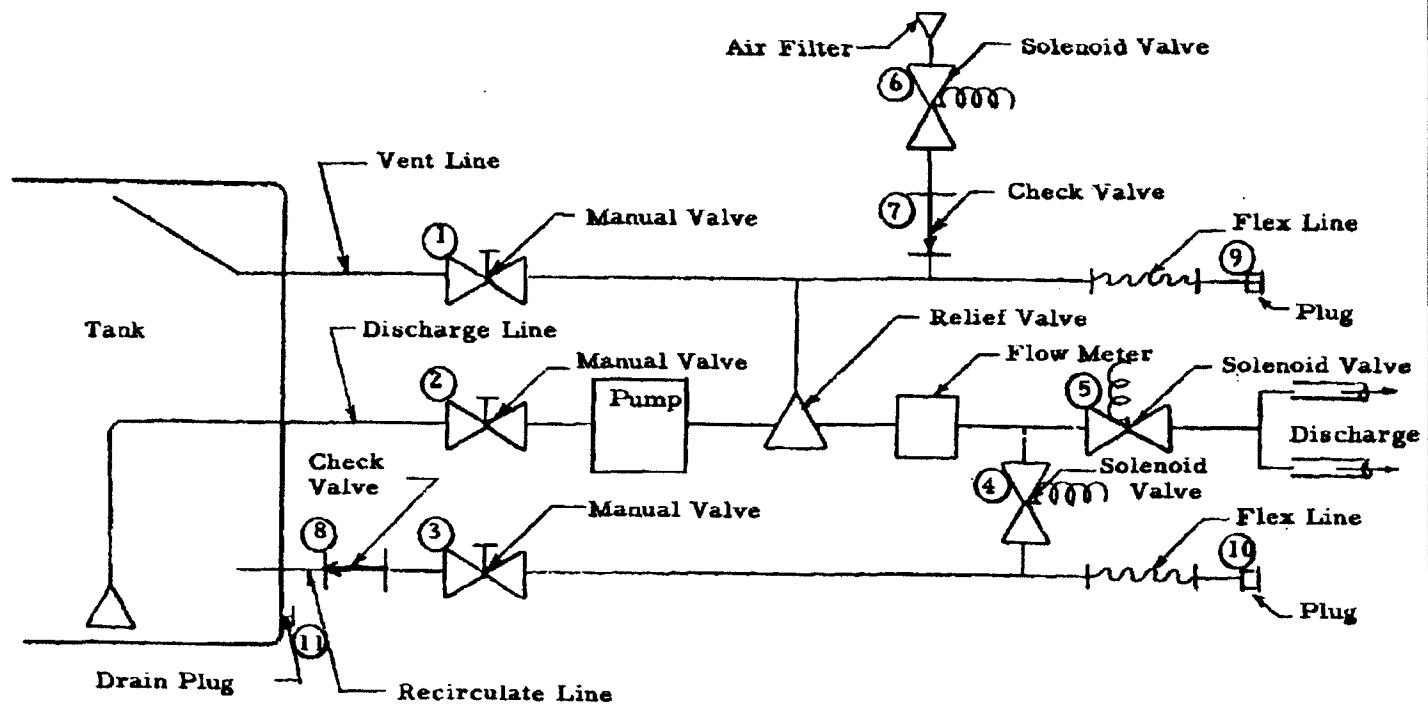 Air Filter
Solenoid Valve
6
Vent Line
Check Valve
7
Manual Valve
1
Flex Line
9
Plug
Tank
Discharge Line
Relief Valve
Manual Valve
Flow Meter
2
Pump
5
Solenoid Valve
Discharge
Check
Valve
4
Solenoid
Valve
8
3
Manual Valve
Flex Line
10
Plug
11
Drain Plug
Recirculate Line